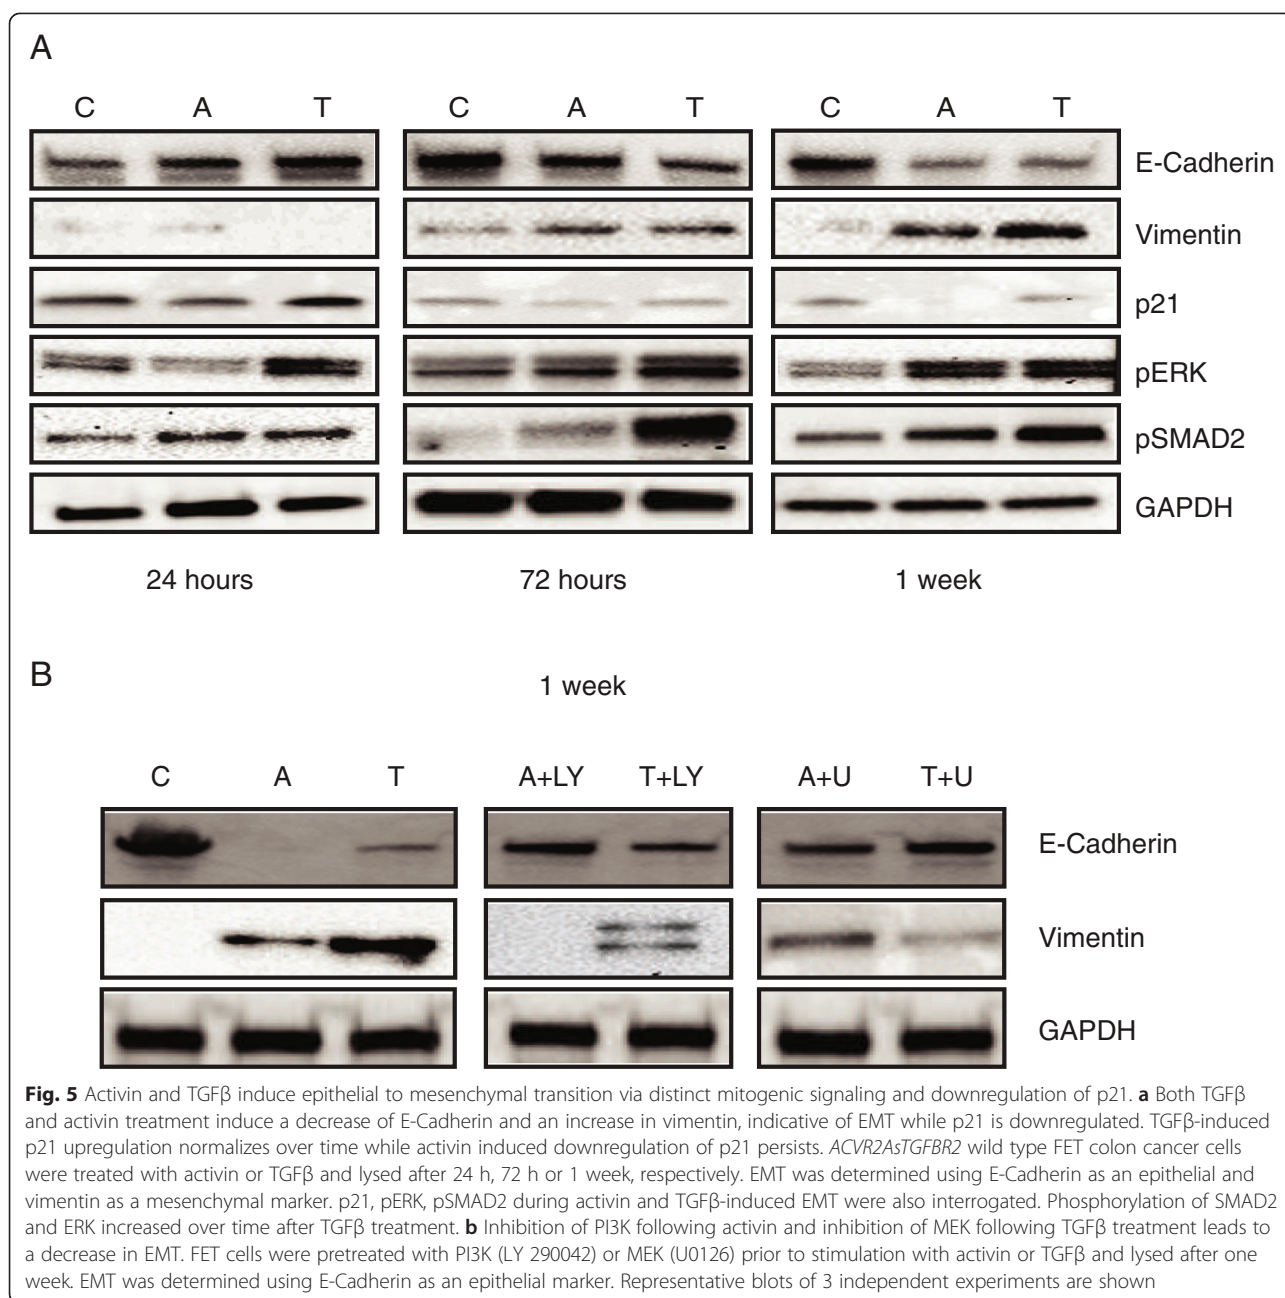 A
C A T C A T C A T
E-Cadherin
Vimentin
p21
pERK
pSMAD2
GAPDH
24 hours 72 hours 1 week
B
1 week
C A T A+LY T+LY A+U T+U
E-Cadherin
Vimentin
GAPDH
Fig. 5 Activin and TGFβ induce epithelial to mesenchymal transition via distinct mitogenic signaling and downregulation of p21. a Both TGFβ
and activin treatment induce a decrease of E-Cadherin and an increase in vimentin, indicative of EMT while p21 is downregulated. TGFβ-induced
p21 upregulation normalizes over time while activin induced downregulation of p21 persists. ACVR2AsTGFBR2 wild type FET colon cancer cells
were treated with activin or TGFβ and lysed after 24 h, 72 h or 1 week, respectively. EMT was determined using E-Cadherin as an epithelial and
vimentin as a mesenchymal marker. p21, pERK, pSMAD2 during activin and TGFβ-induced EMT were also interrogated. Phosphorylation of SMAD2
and ERK increased over time after TGFβ treatment. b Inhibition of PI3K following activin and inhibition of MEK following TGFβ treatment leads to
a decrease in EMT. FET cells were pretreated with PI3K (LY 290042) or MEK (U0126) prior to stimulation with activin or TGFβ and lysed after one
week. EMT was determined using E-Cadherin as an epithelial marker. Representative blots of 3 independent experiments are shown